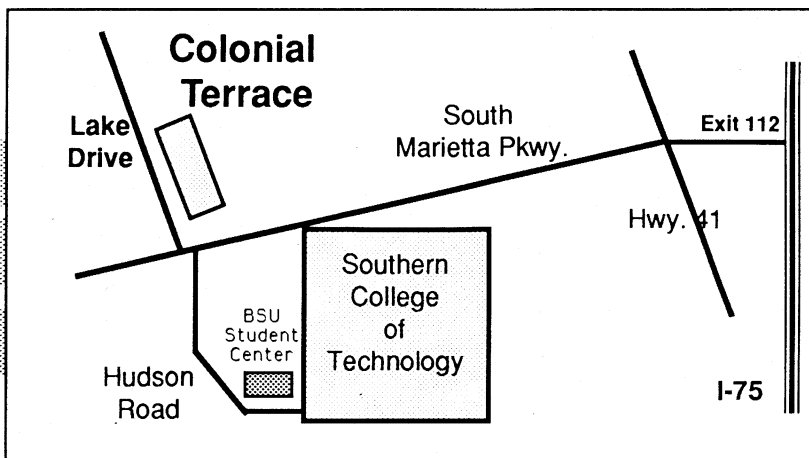 Colonial
Terrace
Lake
Drive
South
Marietta Pkwy.
Exit 112
Hwy. 41
Southern
College
of
Technology
BSU
Student
Center
Hudson
Road
I-75